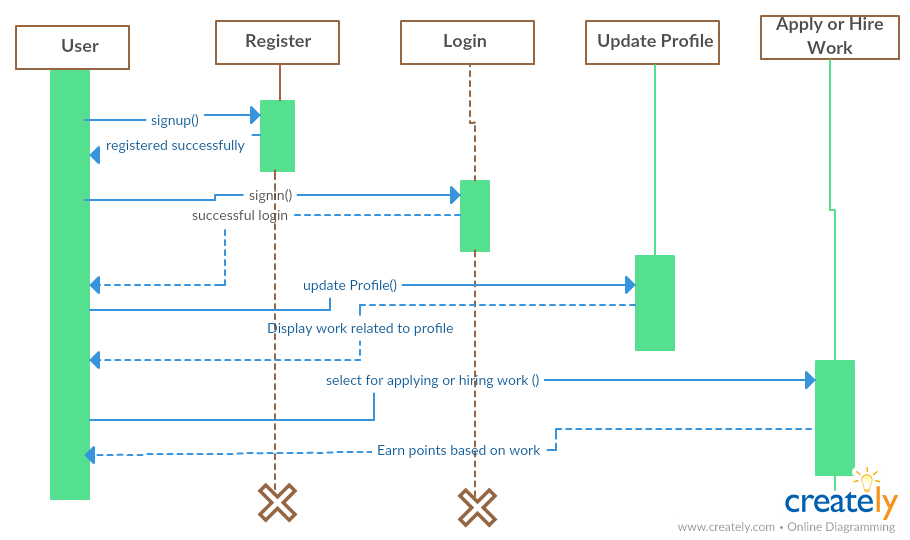 User
Register
Login
Update Profile
Apply or Hire
Work
signup()
registered successfully
signin()
successful login
update Profile()
Display work related to profile
select for applying or hiring work ()
Earn points based on work
creately
www.creately.com • Online Diagramming